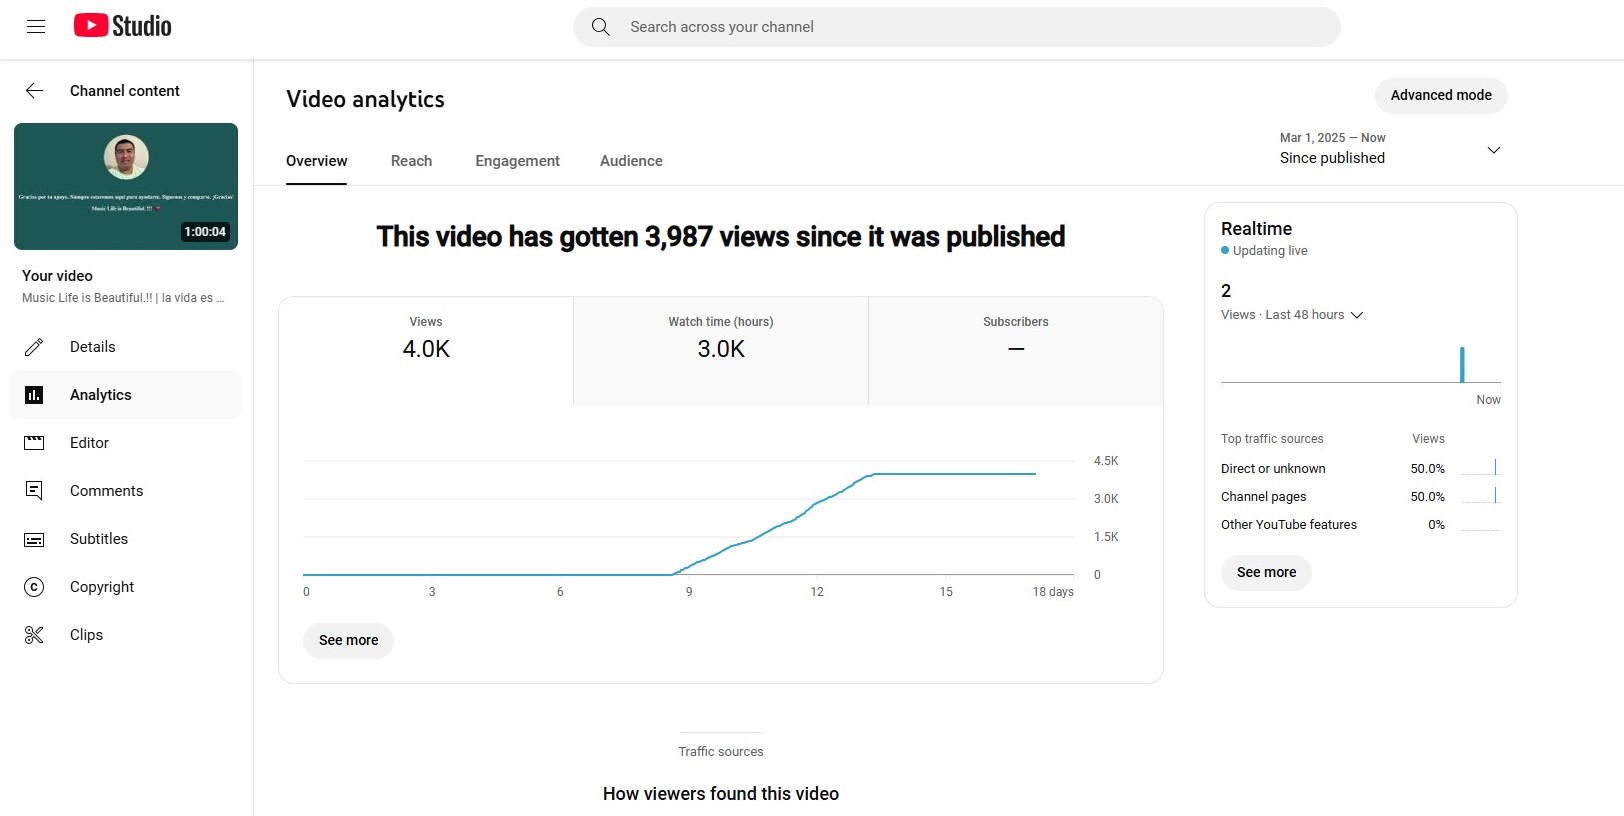 Studio
Search across your channel
Channel content
Gracias por tu apoyo. Siempre estaremos aquí para ayudarte. Síguenos y comparte. ¡Gracias!
Music Life is Beautiful. !!!
1:00:04
Your video
Music Life is Beautiful.!! | la vida es ...
Details
Analytics
Editor
Comments
Subtitles
Copyright
Clips
Video analytics
Advanced mode
Mar 1, 2025 – Now
Since published
Overview Reach Engagement Audience
This video has gotten 3,987 views since it was published
Views
4.0K
Watch time (hours)
3.0K
Subscribers
—
4.5K
3.0K
1.5K
0
0 3 6 9 12 15 18 days
See more
Traffic sources
How viewers found this video
Realtime
Updating live
2
Views · Last 48 hours
Now
Top traffic sources Views
Direct or unknown 50.0%
Channel pages 50.0%
Other YouTube features 0%
See more